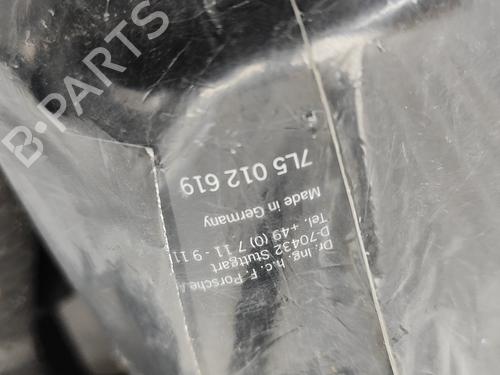 B-PARTS
7L5 012 619
Made in Germany
Dr. Ing. h.c. F. Porsche
D-70432 Stuttgart
Tel. +49 (0) 7 11 - 9 11